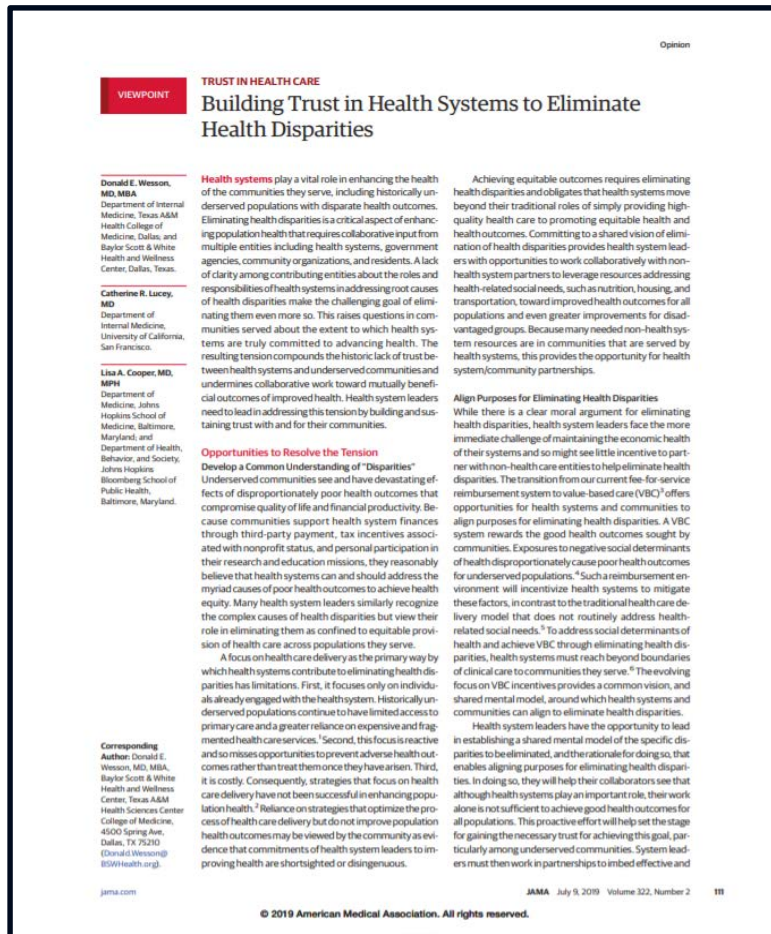 Opinion
VIEWPOINT
TRUST IN HEALTH CARE
Building Trust in Health Systems to Eliminate
Health Disparities
Donald E. Wesson,
MD, MBA
Department of Internal
Medicine, Texas A&M
Health College of
Medicine, Dallas; and
Baylor Scott & White
Health and Wellness
Center, Dallas, Texas.
Catherine R. Lucey,
MD
Department of
Internal Medicine,
University of California,
San Francisco.
Lisa A. Cooper, MD,
MPH
Department of
Medicine, Johns
Hopkins School of
Medicine, Baltimore,
Maryland; and
Department of Health,
Behavior, and Society,
Johns Hopkins
Bloomberg School of
Public Health,
Baltimore, Maryland.
Corresponding
Author: Donald E.
Wesson, MD, MBA,
Baylor Scott & White
Health and Wellness
Center, Texas A&M
Health Sciences Center
College of Medicine,
4500 Spring Ave,
Dallas, TX 75210
(Donald.Wesson@
BSWHealth.org).
Health systems play a vital role in enhancing the health
of the communities they serve, including historically un-
derserved populations with disparate health outcomes.
Eliminating health disparities is a critical aspect of enhanc-
ing population health that requires collaborative input from
multiple entities including health systems, government
agencies, community organizations, and residents. A lack
of clarity among contributing entities about the roles and
responsibilities of health systems in addressing root causes
of health disparities make the challenging goal of elimi-
nating them even more so. This raises questions in com-
munities served about the extent to which health sys-
tems are truly committed to advancing health. The
resulting tension compounds the historic lack of trust be-
tween health systems and underserved communities and
undermines collaborative work toward mutually benefi-
cial outcomes of improved health. Health system leaders
need to lead in addressing this tension by building and sus-
taining trust with and for these communities.
Opportunities to Resolve the Tension
Develop a Common Understanding of "Disparities"
Underserved communities see and have devastating ef-
fects of disproportionately poor health outcomes that
compromise quality of life and financial productivity. Be-
cause communities support health system finances
through third-party payment, tax incentives associ-
ated with nonprofit status, and personal participation in
their research and education missions, they reasonably
believe that health systems can and should address the
myriad causes of poor health outcomes to achieve health
equity. Many health system leaders similarly recognize
the complex causes of health disparities but view their
role in eliminating them as confined to equitable provi-
sion of health care across populations they serve.
A focus on health care delivery as the primary way by
which health systems contribute to eliminating health dis-
parities has limitations. First, it focuses only on individu-
als already engaged with the health system. Historically un-
derserved populations continue to have limited access to
primary care and a greater reliance on expensive and frag-
mented health care services.1 Second, this focus is reactive
and so misses opportunities to prevent adverse health out-
comes rather than treat them once they have arisen. Third,
it is costly. Consequently, strategies that focus on health
care delivery have not been successful in enhancing popu-
lation health.2 Reliance on strategies that optimize the pro-
cess of health care delivery but do not improve population
health outcomes may be viewed by the community as evi-
dence that commitments of health system leaders to im-
proving health are shortsighted or disingenuous.
Achieving equitable outcomes requires eliminating
health disparities and obligates that health systems move
beyond their traditional roles of simply providing high-
quality health care to promoting equitable health and
health outcomes. Committing to a shared vision of elimi-
nation of health disparities provides health system lead-
ers with opportunities to work collaboratively with non–
health system partners to leverage resources addressing
health-related social needs, such as nutrition, housing, and
transportation, toward improved health outcomes for all
populations and even greater improvements for disad-
vantaged groups. Because many needed non–health sys-
tem resources are in communities that are served by
health systems, this provides the opportunity for health
system/community partnerships.
Align Purposes for Eliminating Health Disparities
While there is a clear moral argument for eliminating
health disparities, health system leaders face the more
immediate challenge of maintaining the economic health
of their systems and so might see little incentive to part-
ner with non–health care entities to help eliminate health
disparities. The transition from our current fee-for-service
reimbursement system to value-based care (VBC)3 offers
opportunities for health systems and communities to
align purposes for eliminating health disparities. A VBC
system rewards the good health outcomes sought by
communities. Exposures to negative social determinants
of health disproportionately cause poor health outcomes
for underserved populations.4 Such a reimbursement en-
vironment will incentivize health systems to mitigate
these factors, in contrast to the traditional health care de-
livery model that does not routinely address health-
related social needs.5 To address social determinants of
health and achieve VBC through eliminating health dis-
parities, health systems must reach beyond boundaries
of clinical care to communities they serve.6 The evolving
focus on VBC incentives provides a common vision, and
shared mental model, around which health systems and
communities can align to eliminate health disparities.
Health system leaders have the opportunity to lead
in establishing a shared mental model of the specific dis-
parities to be eliminated, and the rationale for doing so, that
enables aligning purposes for eliminating health dispari-
ties. In doing so, they will help their collaborators see that
although health systems play an important role, their work
alone is not sufficient to achieve good health outcomes for
all populations. This proactive effort will help set the stage
for gaining the necessary trust for achieving this goal, par-
ticularly among underserved communities. System lead-
ers must then work in partnerships to imbed effective and
jama.com
JAMA July 9, 2019 Volume 322, Number 2 111
© 2019 American Medical Association. All rights reserved.